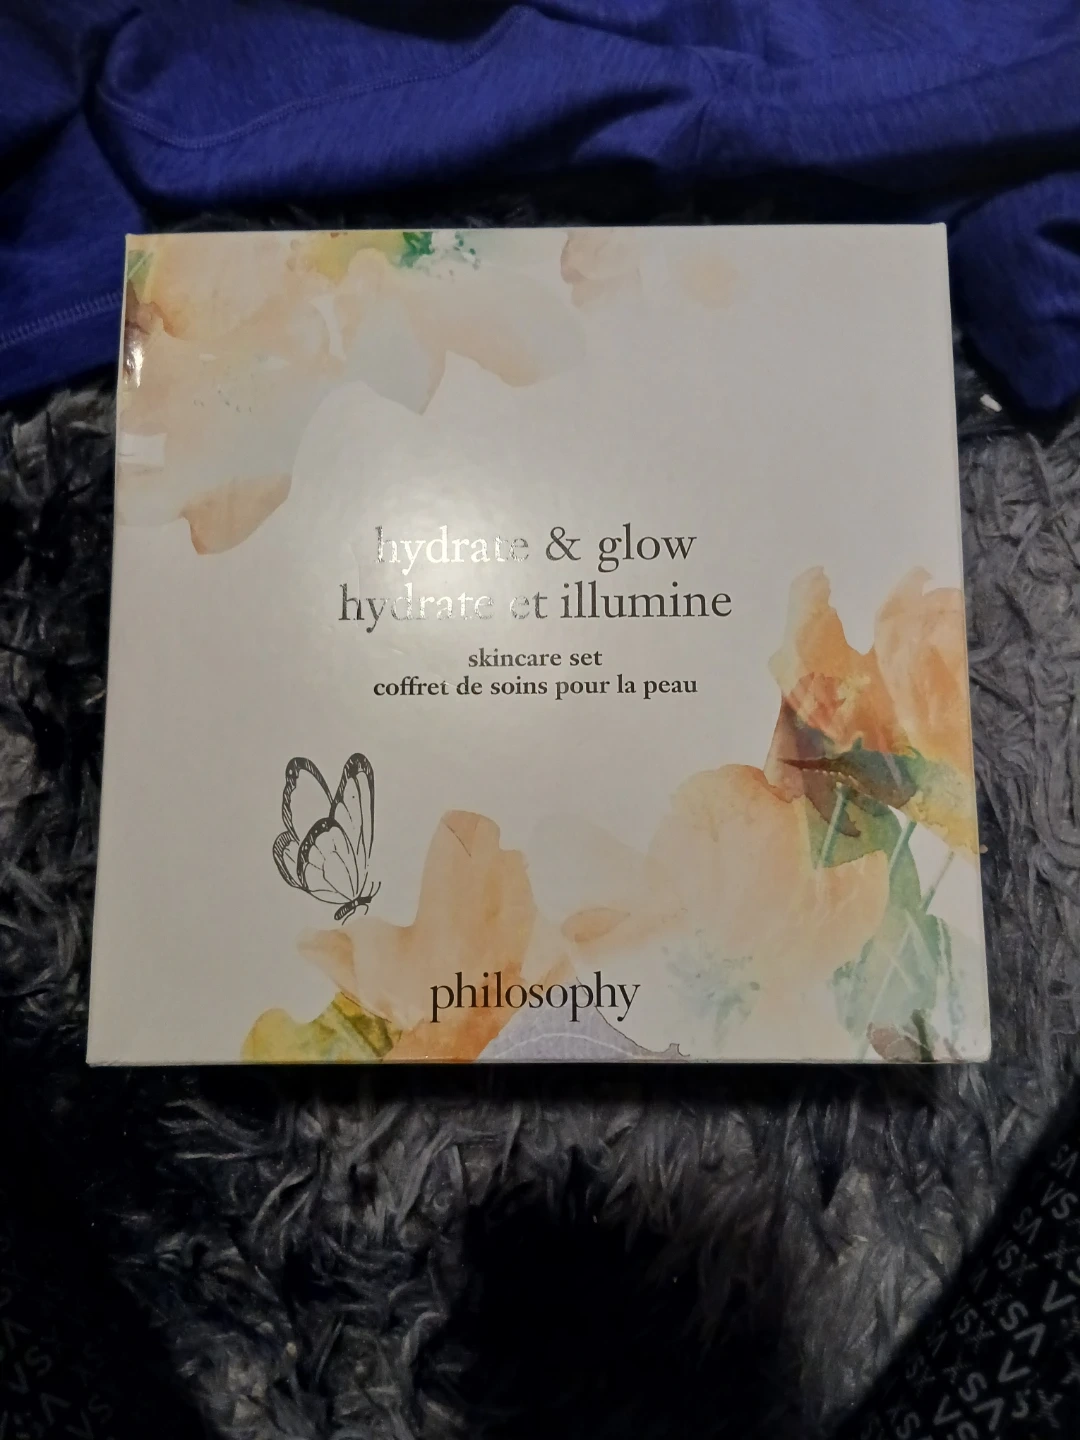 hydrate & glow
hydrate et illumine
skincare set
coffret de soins pour la peau
philosophy